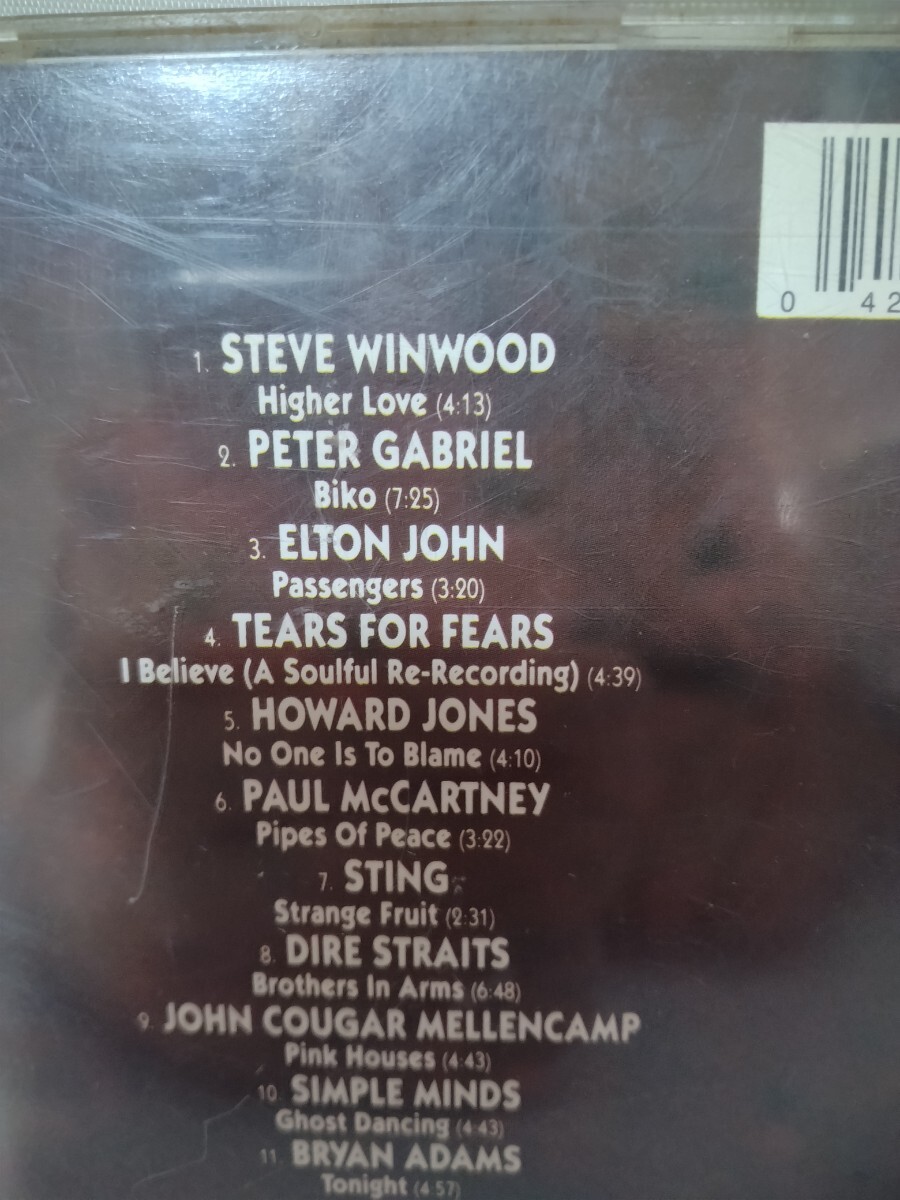 0 42
1. STEVE WINWOOD
Higher Love (4:13)
2. PETER GABRIEL
Biko (7:25)
3. ELTON JOHN
Passengers (3:20)
4. TEARS FOR FEARS
I Believe (A Soulful Re-Recording) (4:39)
5. HOWARD JONES
No One Is To Blame (4:10)
6. PAUL McCARTNEY
Pipes Of Peace (3:22)
7. STING
Strange Fruit (2:31)
8. DIRE STRAITS
Brothers In Arms (6:48)
9. JOHN COUGAR MELLENCAMP
Pink Houses (4:43)
10. SIMPLE MINDS
Ghost Dancing (4:43)
11. BRYAN ADAMS
Tonight (4:57)